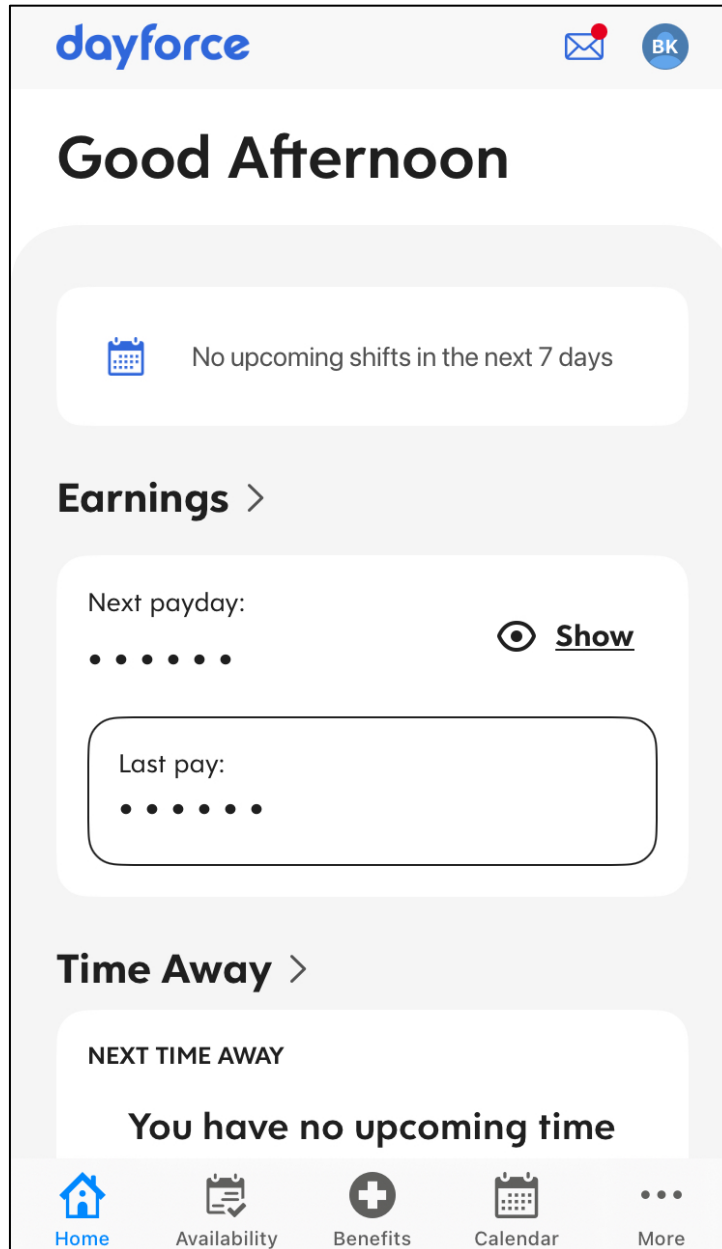 dayforce
BK
Good Afternoon
No upcoming shifts in the next 7 days
Earnings >
Next payday:
••••••
Show
Last pay:
••••••
Time Away >
NEXT TIME AWAY
You have no upcoming time
Home Availability Benefits Calendar More